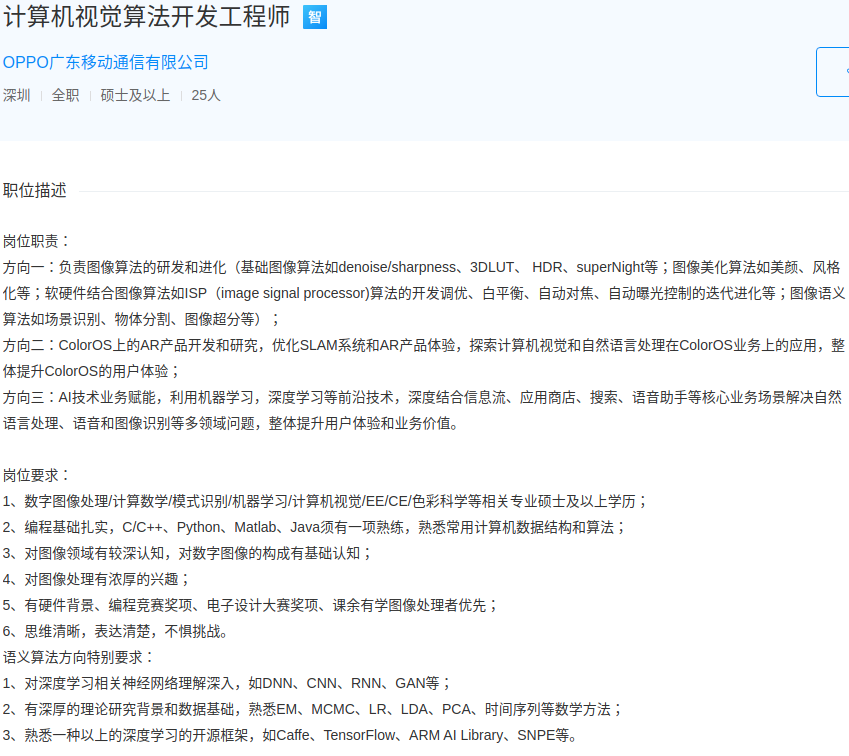 计算机视觉算法开发工程师 智
OPPO广东移动通信有限公司
深圳 全职 硕士及以上 25人
职位描述
岗位职责：
方向一：负责图像算法的研发和进化（基础图像算法如denoise/sharpness、3DLUT、 HDR、superNight等；图像美化算法如美颜、风格
化等；软硬件结合图像算法如ISP（image signal processor)算法的开发调优、白平衡、自动对焦、自动曝光控制的迭代进化等；图像语义
算法如场景识别、物体分割、图像超分等）；
方向二：ColorOS上的AR产品开发和研究，优化SLAM系统和AR产品体验，探索计算机视觉和自然语言处理在ColorOS业务上的应用，整
体提升ColorOS的用户体验；
方向三：AI技术业务赋能，利用机器学习，深度学习等前沿技术，深度结合信息流、应用商店、搜索、语音助手等核心业务场景解决自然
语言处理、语音和图像识别等多领域问题，整体提升用户体验和业务价值。
岗位要求：
1、数字图像处理/计算数学/模式识别/机器学习/计算机视觉/EE/CE/色彩科学等相关专业硕士及以上学历；
2、编程基础扎实，C/C++、Python、Matlab、Java须有一项熟练，熟悉常用计算机数据结构和算法；
3、对图像领域有较深认知，对数字图像的构成有基础认知；
4、对图像处理有浓厚的兴趣；
5、有硬件背景、编程竞赛奖项、电子设计大赛奖项、课余有学图像处理者优先；
6、思维清晰，表达清楚，不惧挑战。
语义算法方向特别要求：
1、对深度学习相关神经网络理解深入，如DNN、CNN、RNN、GAN等；
2、有深厚的理论研究背景和数据基础，熟悉EM、MCMC、LR、LDA、PCA、时间序列等数学方法；
3、熟悉一种以上的深度学习的开源框架，如Caffe、TensorFlow、ARM AI Library、SNPE等。